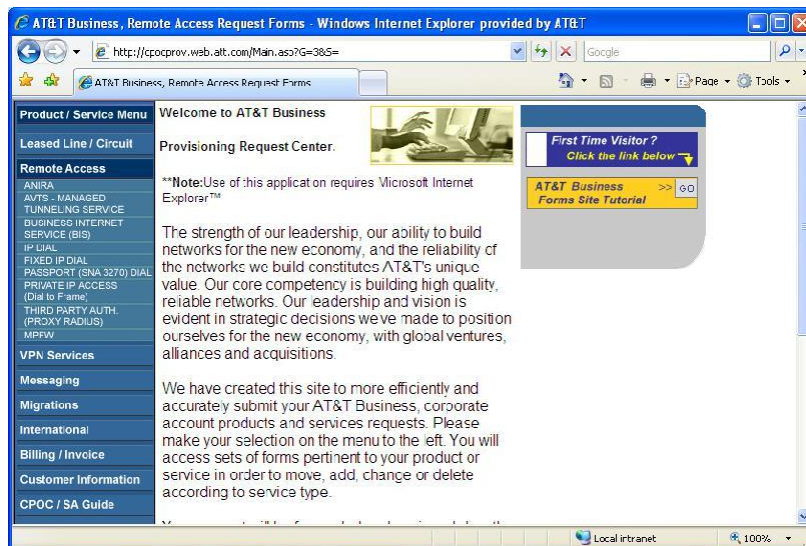 AT&T Business, Remote Access Request Forms - Windows Internet Explorer provided by AT&T
http://cpocprov.web.att.com/Main.asp?G=3&S=
Google
AT&T Business, Remote Access Request Forms
Page
Tools
Product / Service Menu
Leased Line / Circuit
Remote Access
ANIRA
AVTS - MANAGED
TUNNELING SERVICE
BUSINESS INTERNET
SERVICE (BIS)
IP DIAL
FIXED IP DIAL
PASSPORT (SNA 3270) DIAL
PRIVATE IP ACCESS
(Dial to Frame)
THIRD PARTY AUTH.
(PROXY RADIUS)
MPFW
VPN Services
Messaging
Migrations
International
Billing / Invoice
Customer Information
CPOC / SA Guide
Welcome to AT&T Business
Provisioning Request Center.
**Note:Use of this application requires Microsoft Internet
Explorer™
The strength of our leadership, our ability to build
networks for the new economy, and the reliability of
the networks we build constitutes AT&T's unique
value. Our core competency is building high quality,
reliable networks. Our leadership and vision is
evident in strategic decisions we've made to position
ourselves for the new economy, with global ventures,
alliances and acquisitions.
We have created this site to more efficiently and
accurately submit your AT&T Business, corporate
account products and services requests. Please
make your selection on the menu to the left. You will
access sets of forms pertinent to your product or
service in order to move, add, change or delete
according to service type.
First Time Visitor ?
Click the link below
AT&T Business >> GO
Forms Site Tutorial
Local intranet
100%